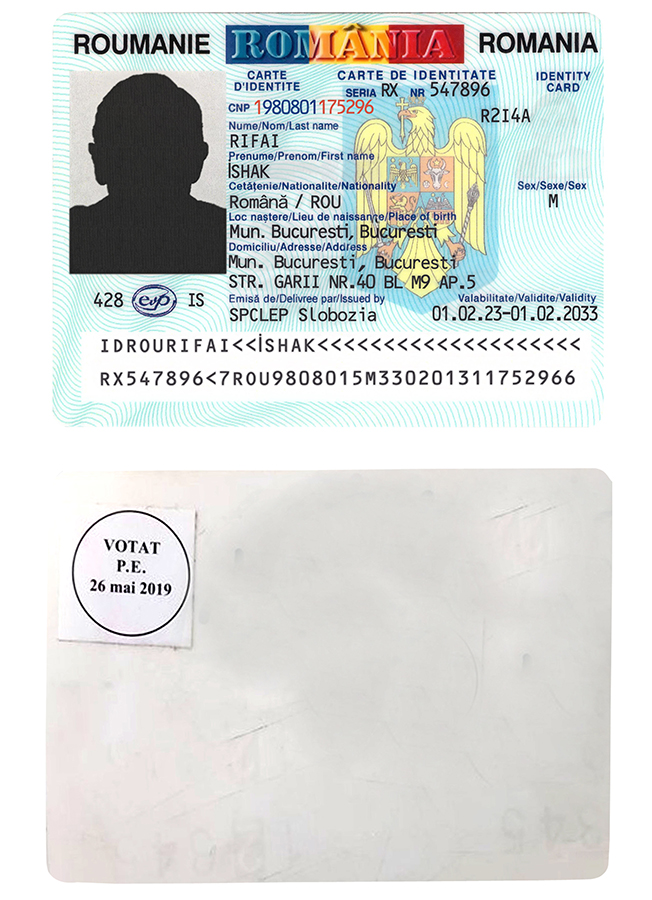 ROUMANIE ROMÂNIA ROMANIA
CARTE D'IDENTITE
CARTE DE IDENTITATE
IDENTITY CARD
SERIA RX NR 547896
CNP 1980801175296
R2I4A
Nume/Nom/Last name
RIFAI
Prenume/Prenom/First name
İSHAK
Cetăţenie/Nationalite/Nationality
Română / ROU
Sex/Sexe/Sex
M
Loc naştere/Lieu de naissance/Place of birth
Mun. Bucuresti, Bucuresti
Domiciliu/Adresse/Address
Mun. Bucuresti, Bucuresti
STR. GARII NR.40 BL M9 AP.5
428 esp IS
Emisă de/Delivree par/Issued by
SPCLEP Slobozia
Valabilitate/Validite/Validity
01.02.23-01.02.2033
IDROURIFAI<<İSHAK<<<<<<<<<<<<<<<<<<<
RX547896<7ROU9808015M330201311752966
VOTAT
P.E.
26 mai 2019